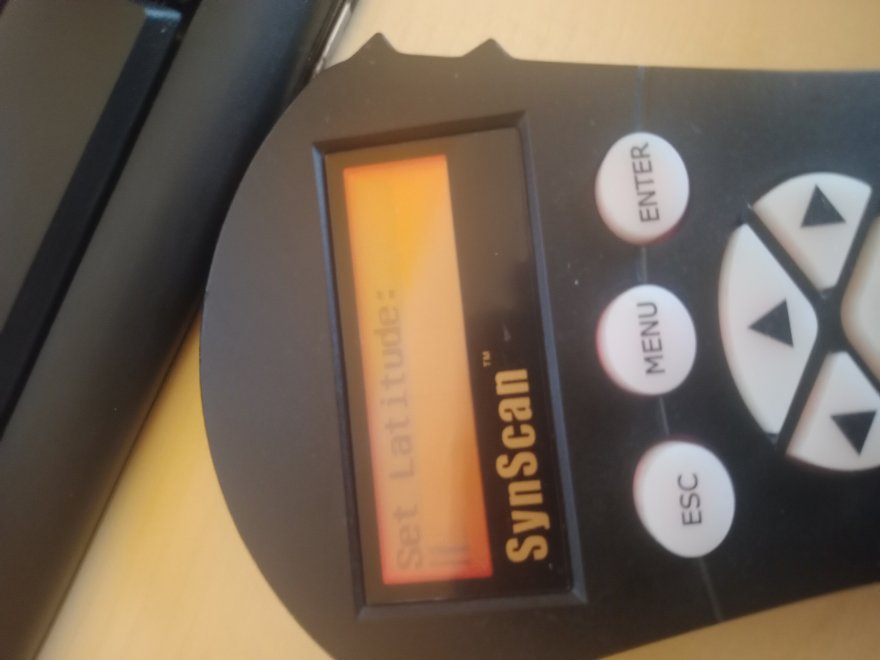 Set Latitude:
SynScan™
ESC
MENU
ENTER